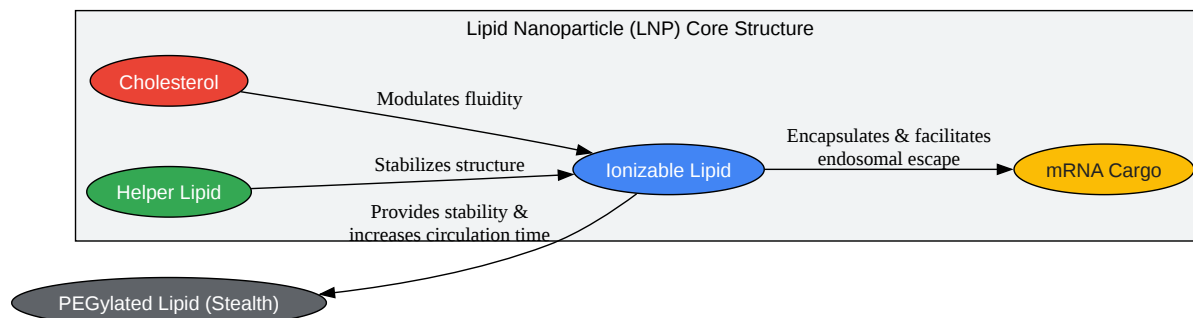 Lipid Nanoparticle (LNP) Core Structure
Cholesterol
Modulates fluidity
Encapsulates & facilitates
endosomal escape
Stabilizes structure
Ionizable Lipid
mRNA Cargo
Helper Lipid
Provides stability &
increases circulation time
PEGylated Lipid (Stealth)